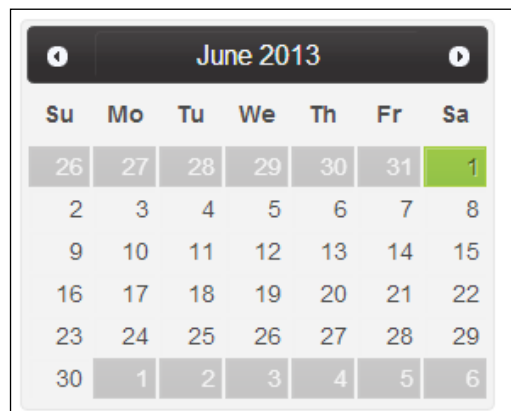 June 2013
Su Mo Tu We Th Fr Sa
26 27 28 29 30 31 1
2 3 4 5 6 7 8
9 10 11 12 13 14 15
16 17 18 19 20 21 22
23 24 25 26 27 28 29
30 1 2 3 4 5 6